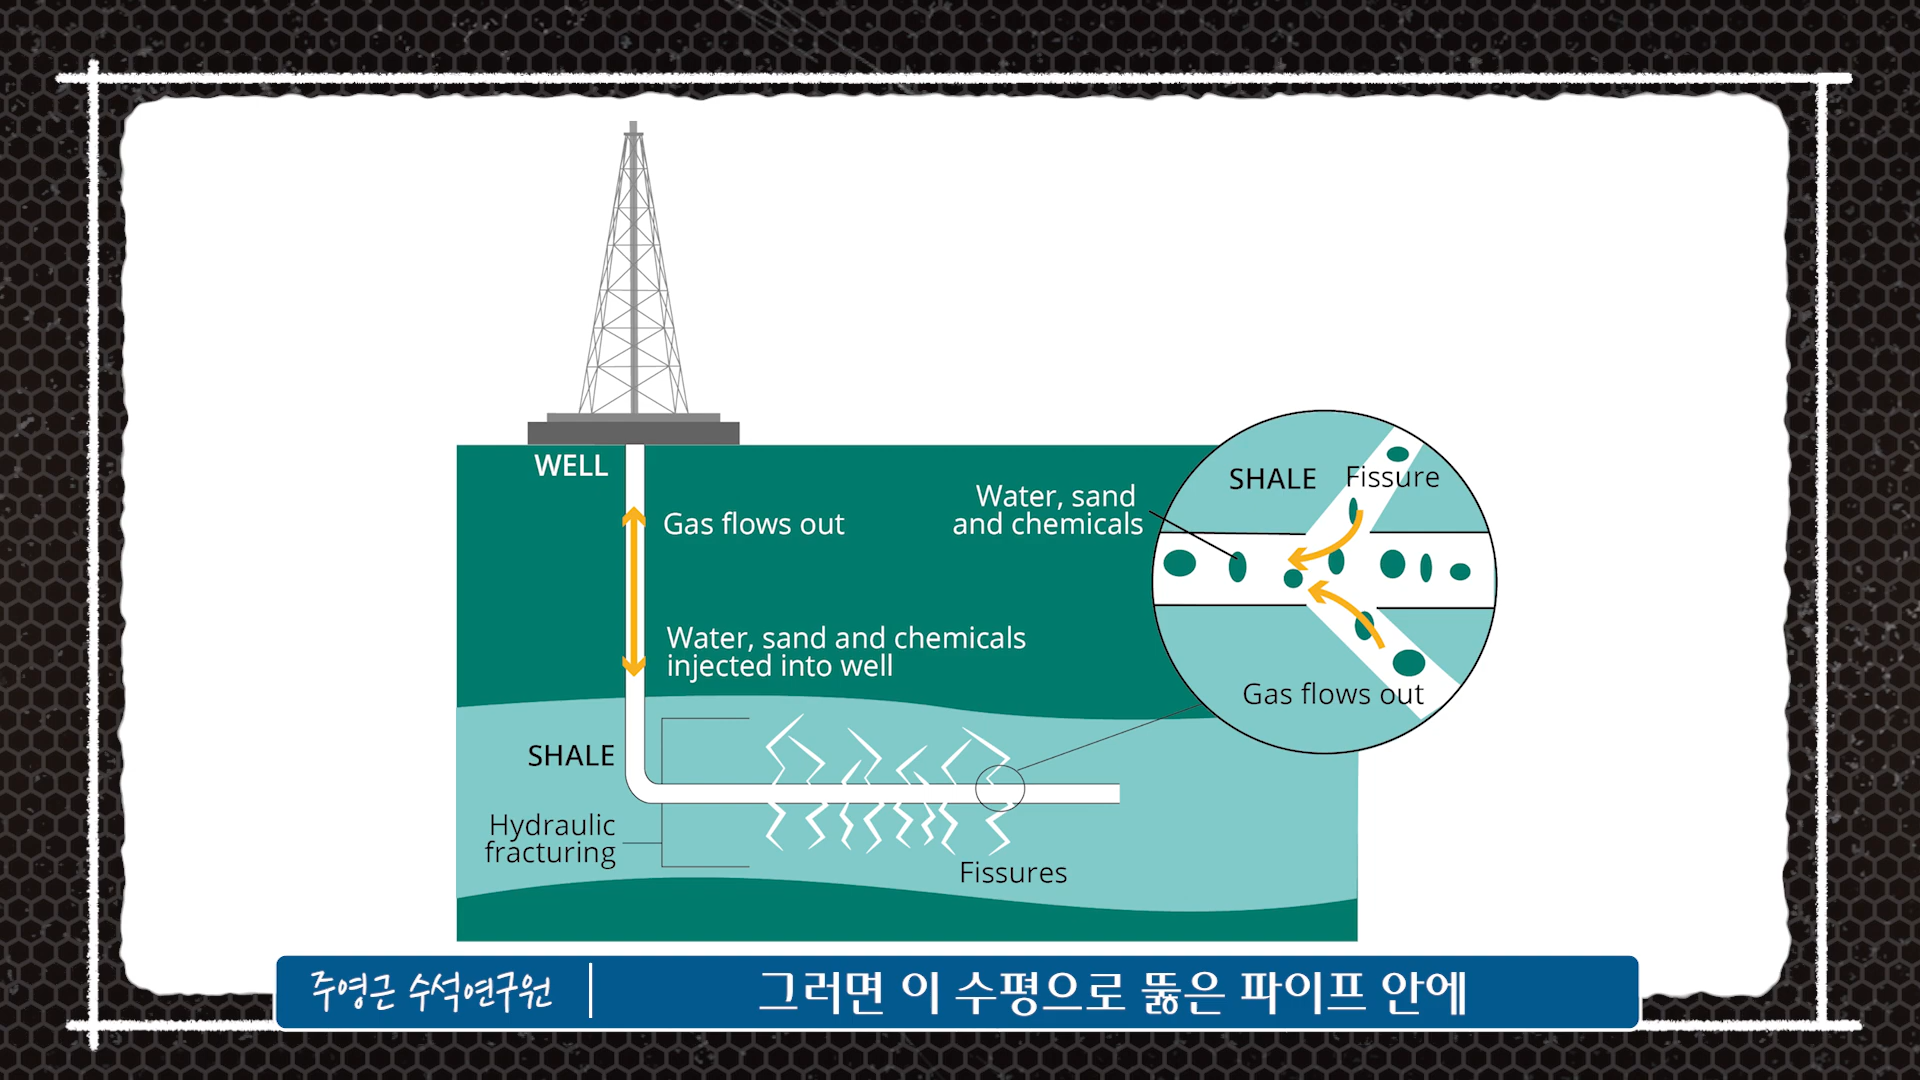 WELL
Gas flows out
Water, sand
and chemicals
SHALE
Fissure
Water, sand and chemicals
injected into well
Gas flows out
SHALE
Hydraulic
fracturing
Fissures
주영근 수석연구원
그러면 이 수평으로 뚫은 파이프 안에